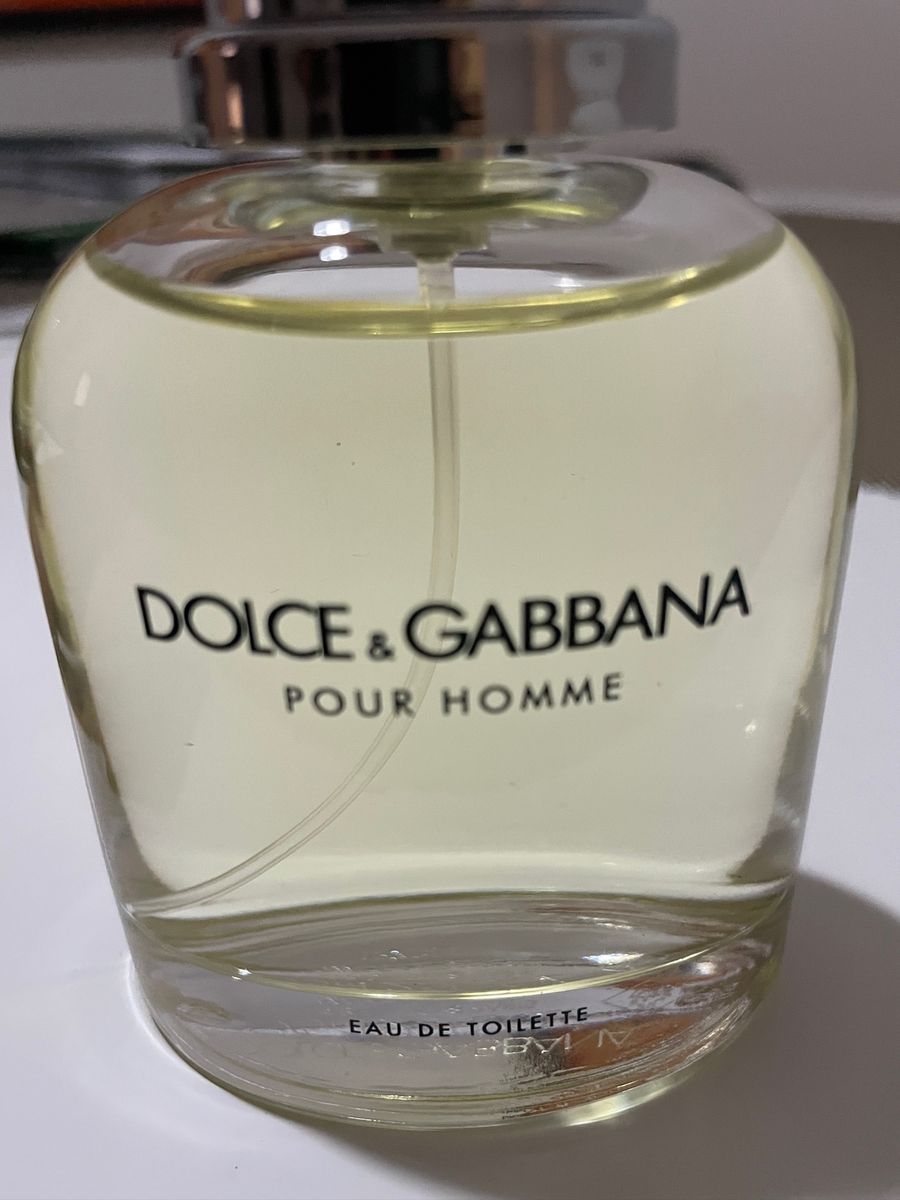 DOLCE & GABBANA
POUR HOMME
EAU DE TOILETTE